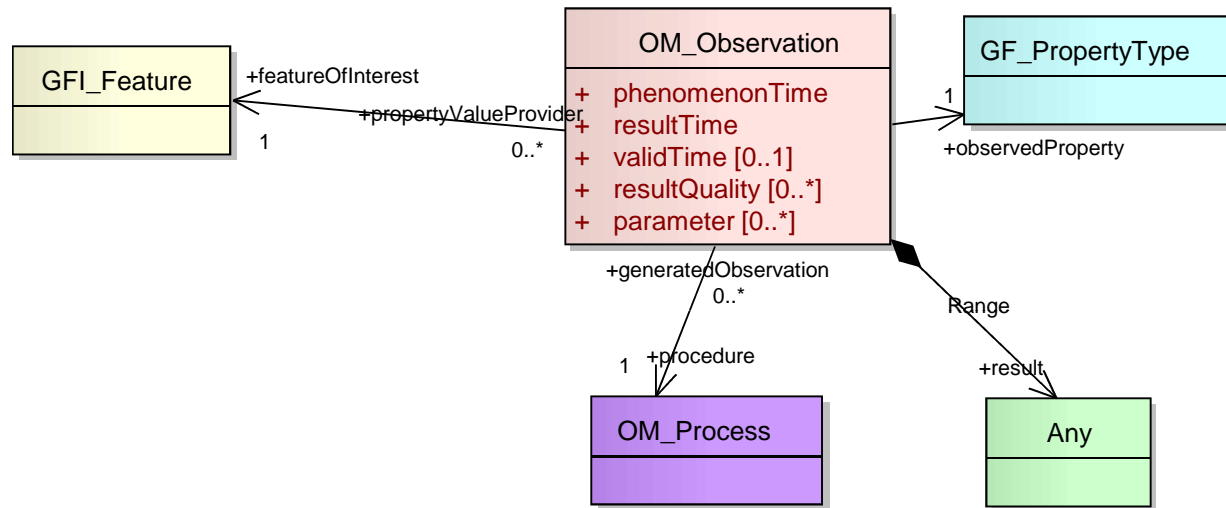 OM_Observation
+ phenomenonTime
+ resultTime
+ validTime [0..1]
+ resultQuality [0..*]
+ parameter [0..*]
GFI_Feature
+featureOfInterest
+propertyValueProvider
1
0..*
GF_PropertyType
1
+observedProperty
+generatedObservation
0..*
Range
1
+procedure
+result
OM_Process
Any